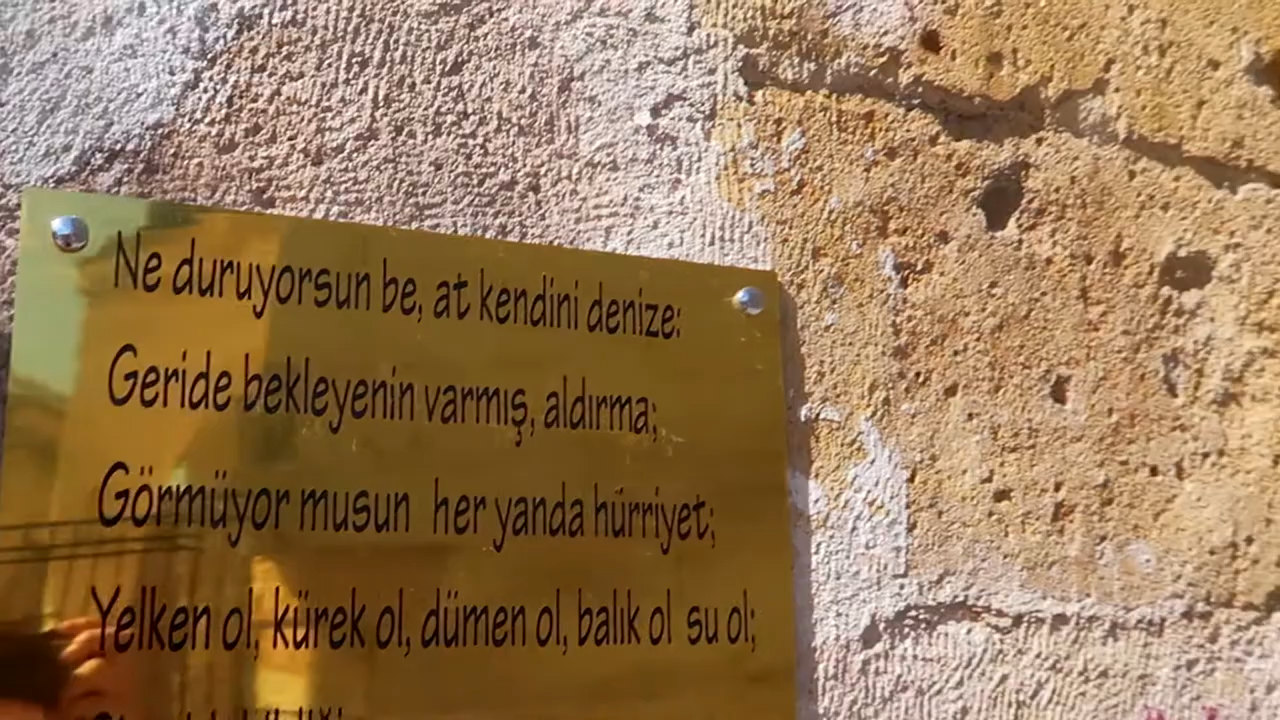 Ne duruyorsun be, at kendini denize:
Geride bekleyenin varmış, aldırma;
Görmüyor musun her yanda hürriyet;
Yelken ol, kürek ol, dümen ol, balık ol su ol;